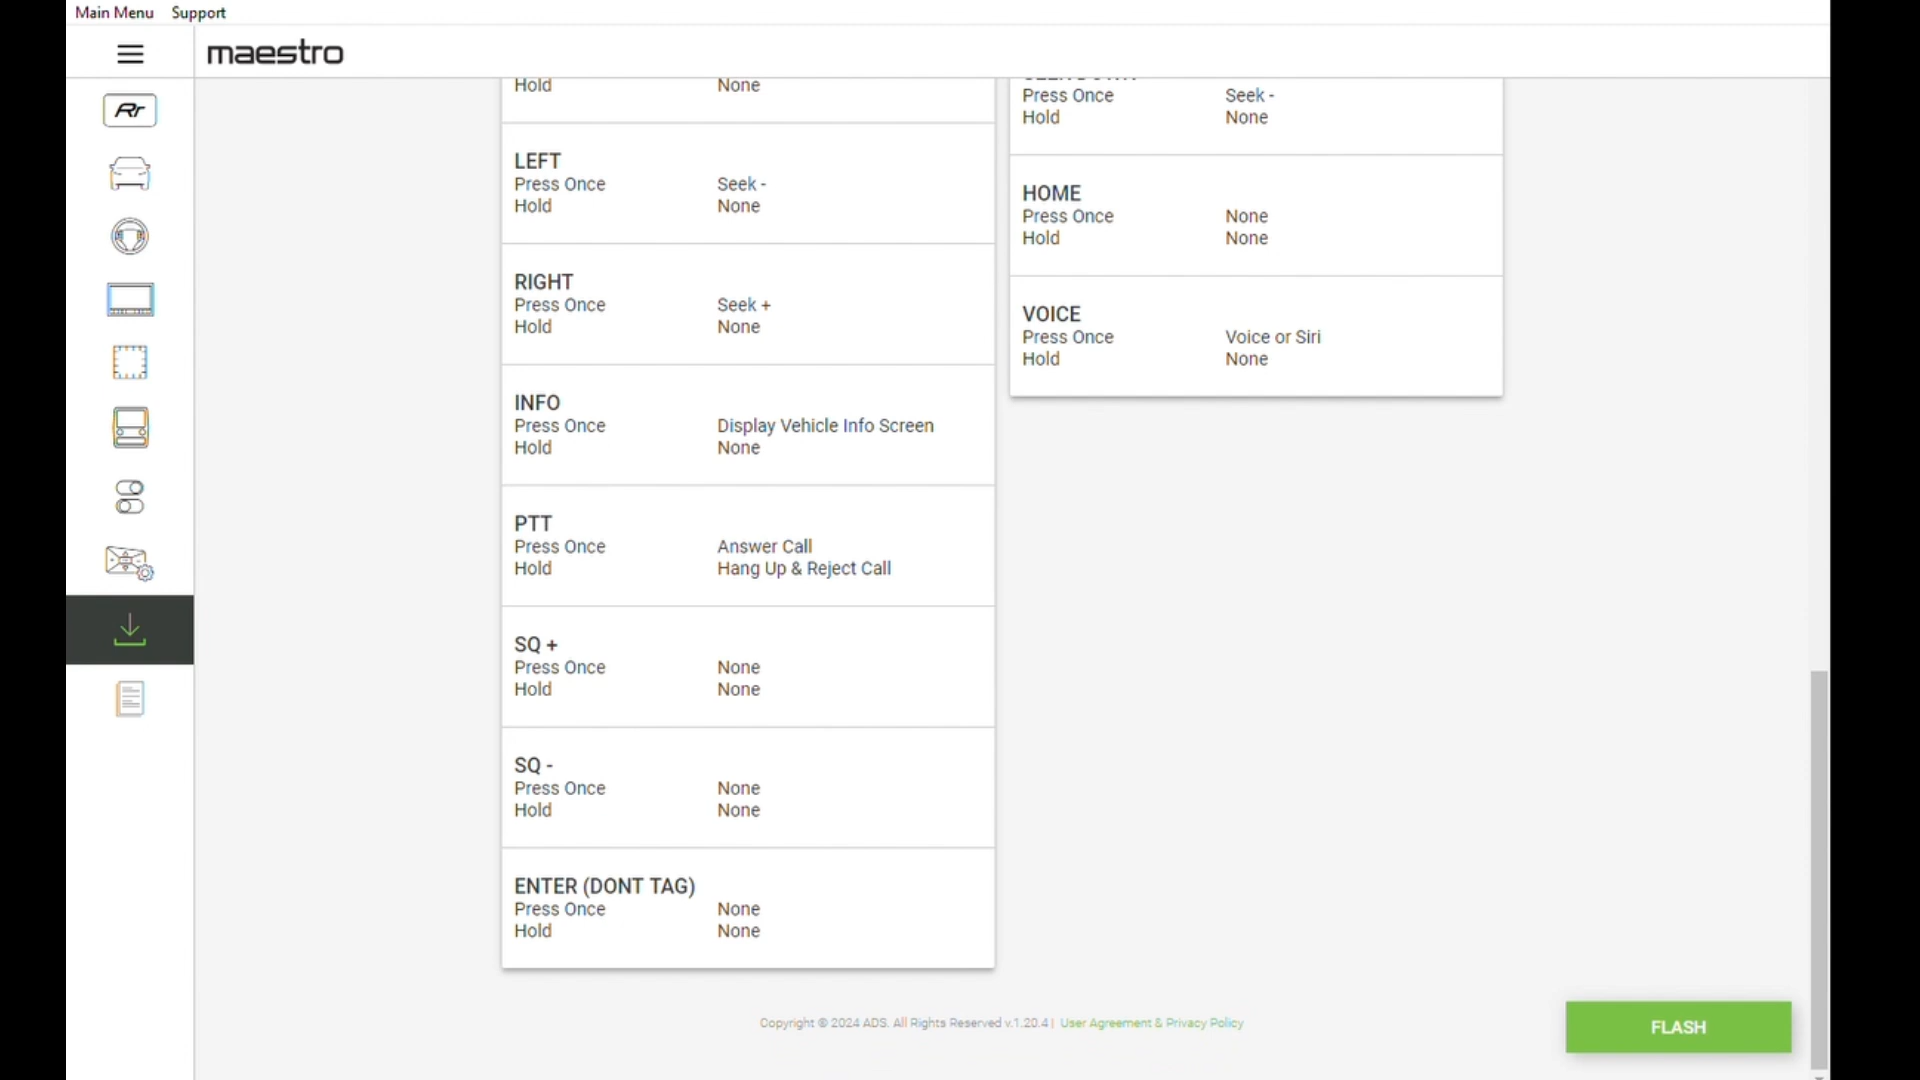 Main Menu Support
maestro
Rr
Hold None
LEFT
Press Once Seek -
Hold None
RIGHT
Press Once Seek +
Hold None
INFO
Press Once Display Vehicle Info Screen
Hold None
PTT
Press Once Answer Call
Hold Hang Up & Reject Call
SQ +
Press Once None
Hold None
SQ -
Press Once None
Hold None
ENTER (DONT TAG)
Press Once None
Hold None
Press Once Seek -
Hold None
HOME
Press Once None
Hold None
VOICE
Press Once Voice or Siri
Hold None
Copyright © 2024 ADS. All Rights Reserved v.1.20.4 | User Agreement & Privacy Policy
FLASH